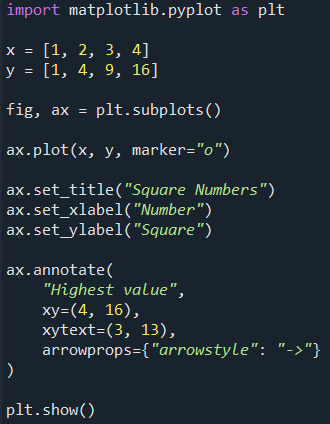 import matplotlib.pyplot as plt

x = [1, 2, 3, 4]
y = [1, 4, 9, 16]

fig, ax = plt.subplots()

ax.plot(x, y, marker="o")

ax.set_title("Square Numbers")
ax.set_xlabel("Number")
ax.set_ylabel("Square")

ax.annotate(
    "Highest value",
    xy=(4, 16),
    xytext=(3, 13),
    arrowprops={"arrowstyle": "->"}
)

plt.show()